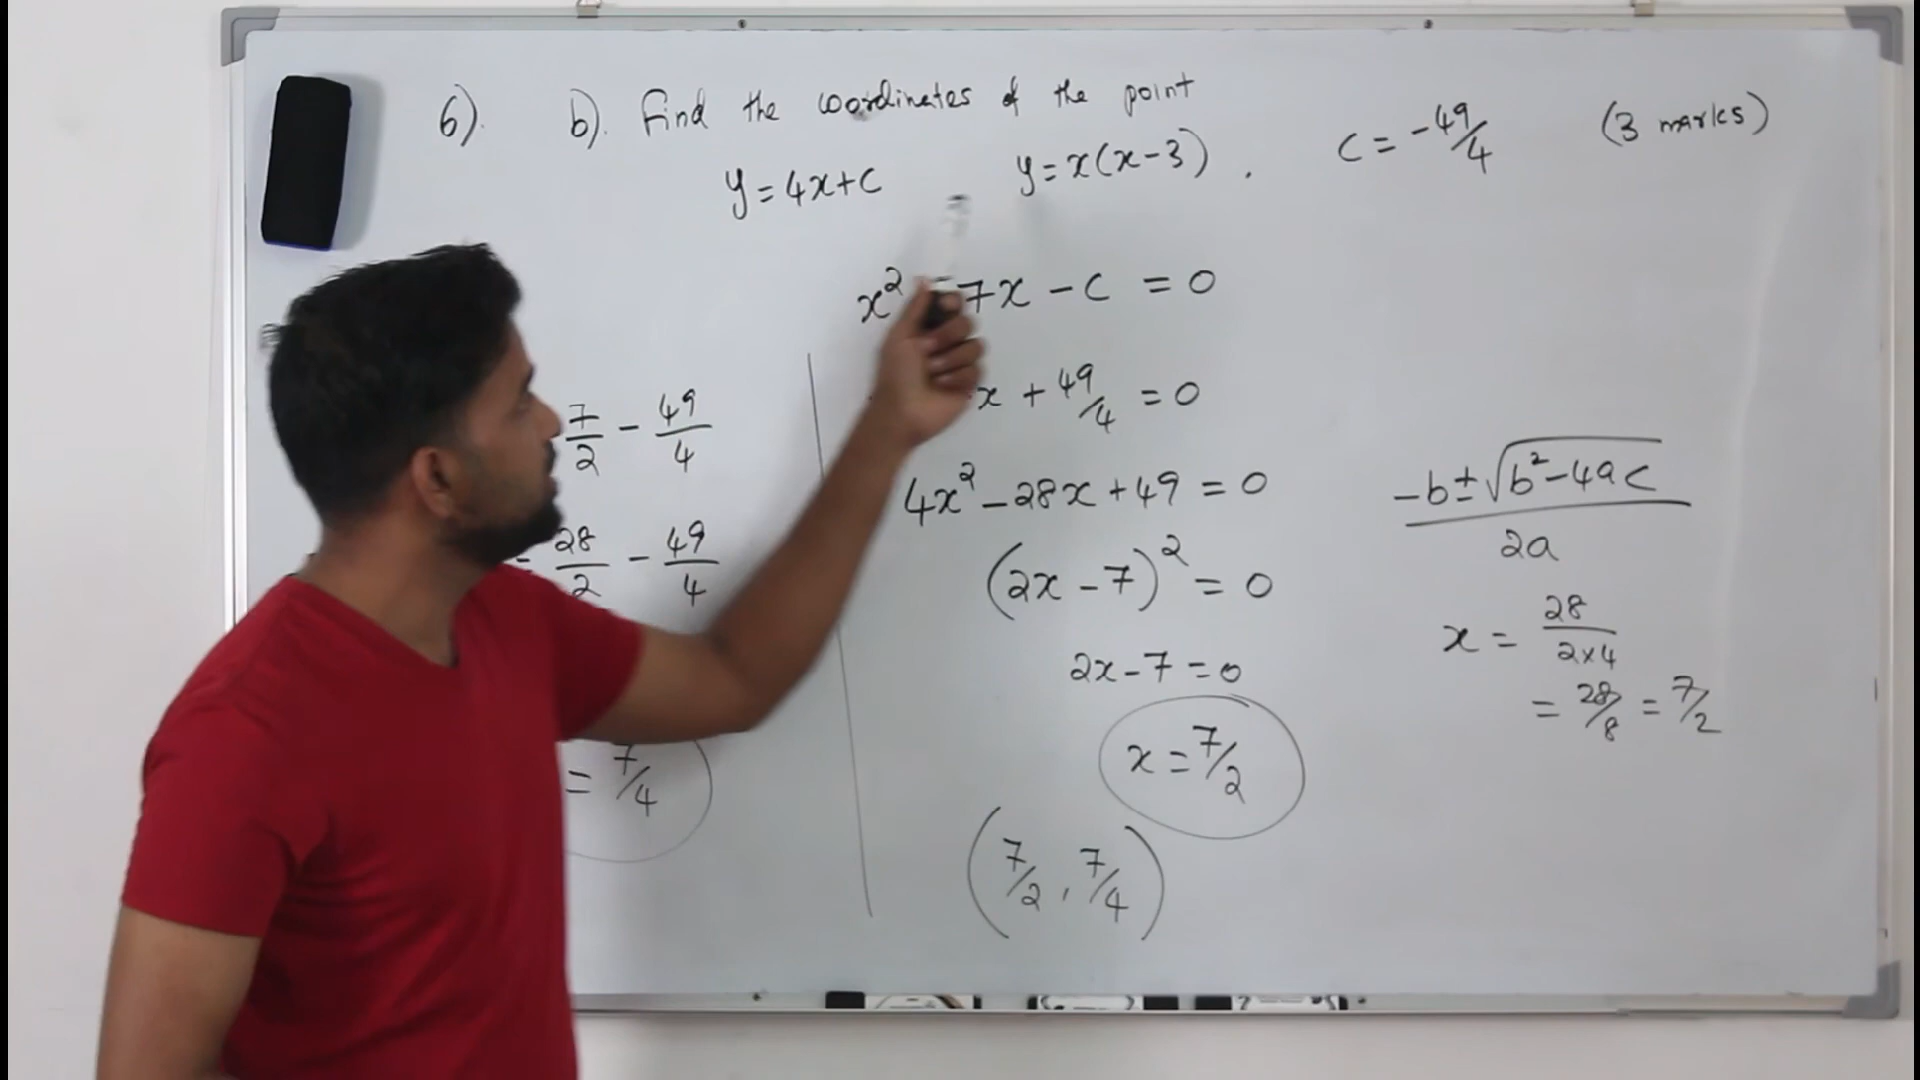 6). b). Find the coordinates of the point
y = 4x+c   y = x(x-3) .   c = -49/4   (3 marks)
x² - 7x - c = 0
x + 49/4 = 0
4x² - 28x + 49 = 0
(2x - 7)² = 0
2x - 7 = 0
x = 7/2
(7/2 , 7/4)
7/2 - 49/4
= 28/2 - 49/4
= 7/4
-b ± √b² - 4ac / 2a
x = 28 / 2×4
= 28/8 = 7/2